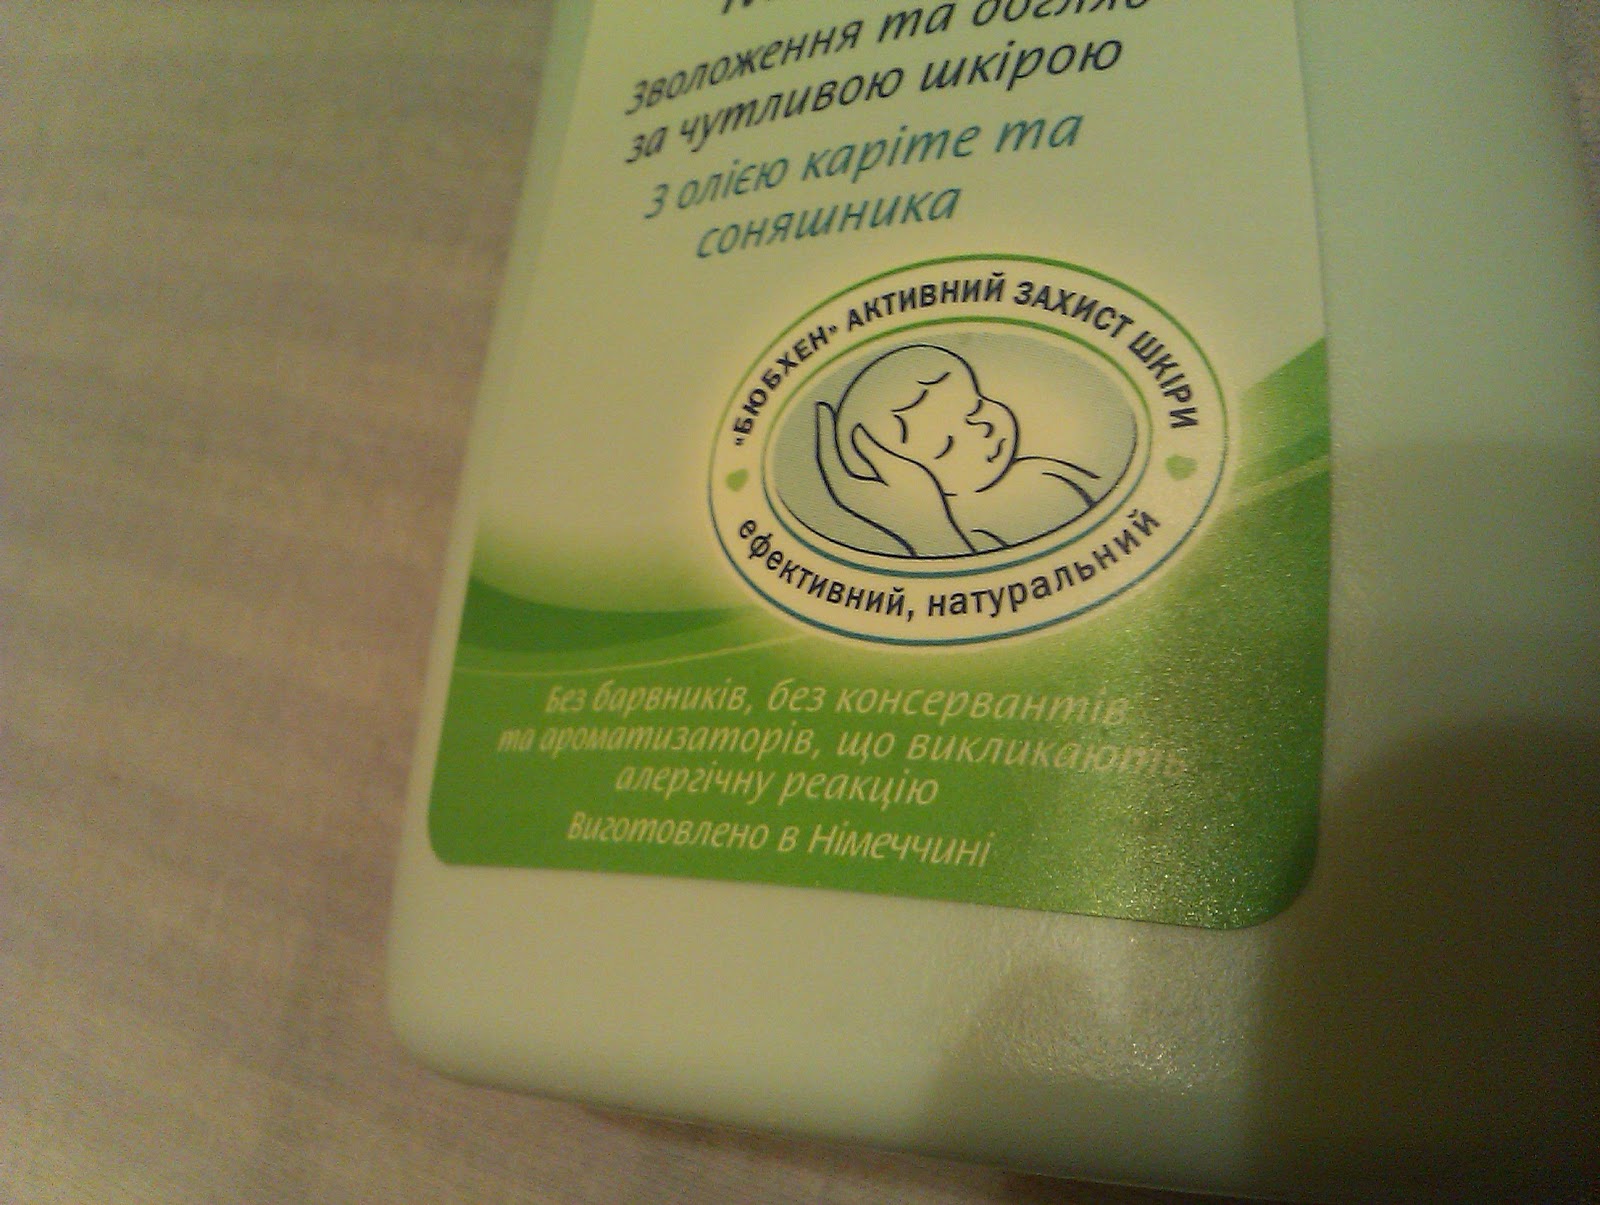 зволоження та догляд
за чутливою шкірою
з олією каріте та
соняшника
«БЮБХЕН» АКТИВНИЙ ЗАХИСТ ШКІРИ
ефективний, натуральний
Без барвників, без консервантів
та ароматизаторів, що викликають
алергічну реакцію
Виготовлено в Німеччині